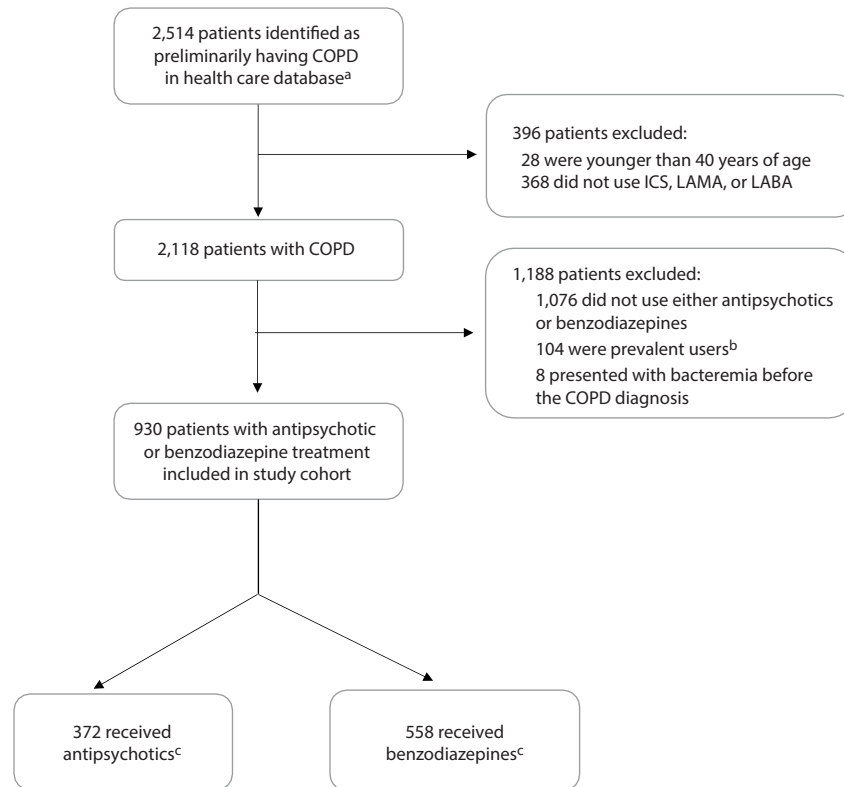 2,514 patients identified as
preliminarily having COPD
in health care databaseᵃ
396 patients excluded:
28 were younger than 40 years of age
368 did not use ICS, LAMA, or LABA
2,118 patients with COPD
1,188 patients excluded:
1,076 did not use either antipsychotics
or benzodiazepines
104 were prevalent usersᵇ
8 presented with bacteremia before
the COPD diagnosis
930 patients with antipsychotic
or benzodiazepine treatment
included in study cohort
372 received
antipsychoticsᶜ
558 received
benzodiazepinesᶜ